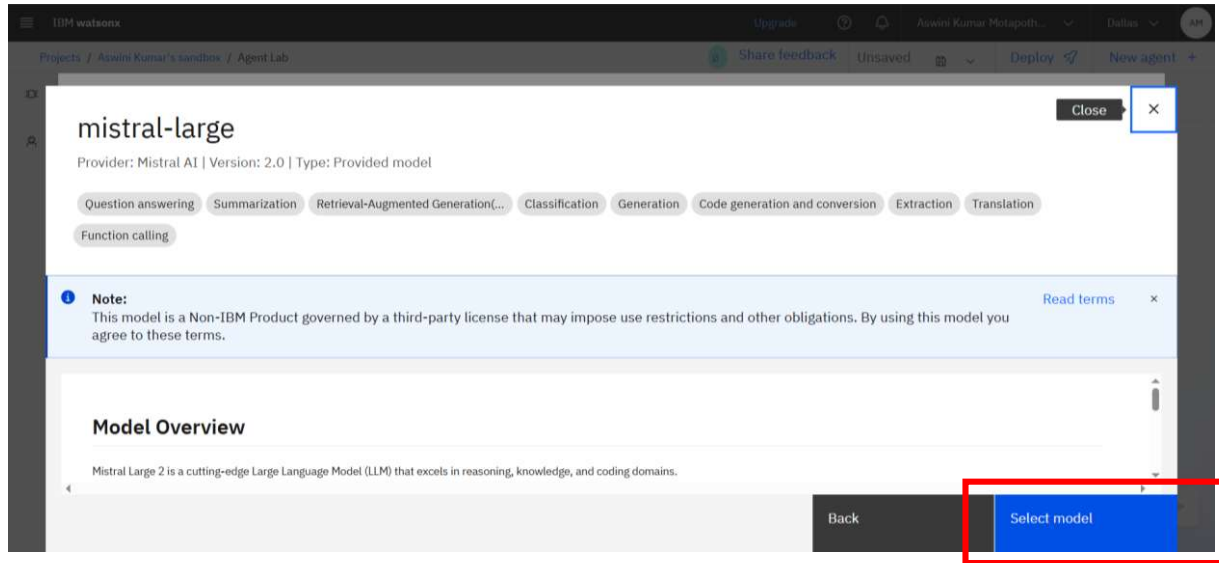 IBM watsonx
Upgrade
Aswini Kumar Motapoth...
Dallas
AM
Projects / Aswini Kumar's sandbox / Agent Lab
Share feedback
Unsaved
Deploy
New agent +
Close
mistral-large
Provider: Mistral AI | Version: 2.0 | Type: Provided model
Question answering Summarization Retrieval-Augmented Generation(... Classification Generation Code generation and conversion Extraction Translation
Function calling
Note:
Read terms
This model is a Non-IBM Product governed by a third-party license that may impose use restrictions and other obligations. By using this model you
agree to these terms.
Model Overview
Mistral Large 2 is a cutting-edge Large Language Model (LLM) that excels in reasoning, knowledge, and coding domains.
Back
Select model